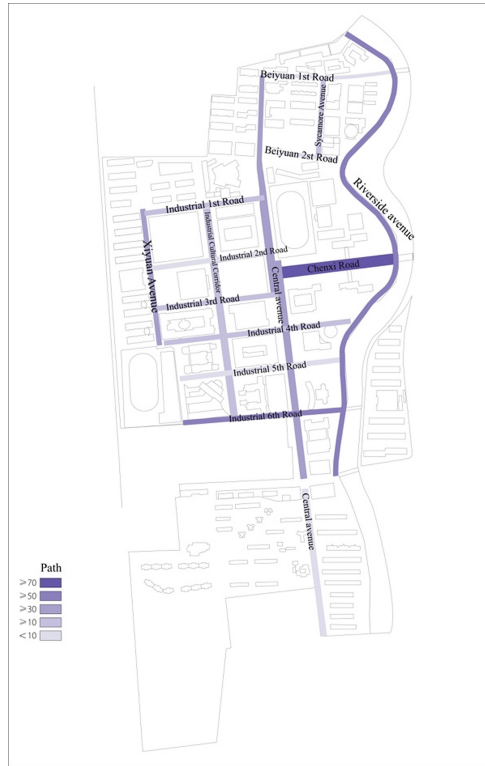 Beiyuan 1st Road
Sycamore Avenue
Beiyuan 2st Road
Riverside avenue
Industrial 1st Road
Industrial Cultural Corridor
Xiyuan Avenue
Industrial 2nd Road
Chenxi Road
Central avenue
Industrial 3rd Road
Industrial 4th Road
Industrial 5th Road
Industrial 6th Road
Central avenue
Path
≥70
≥50
≥30
≥10
<10